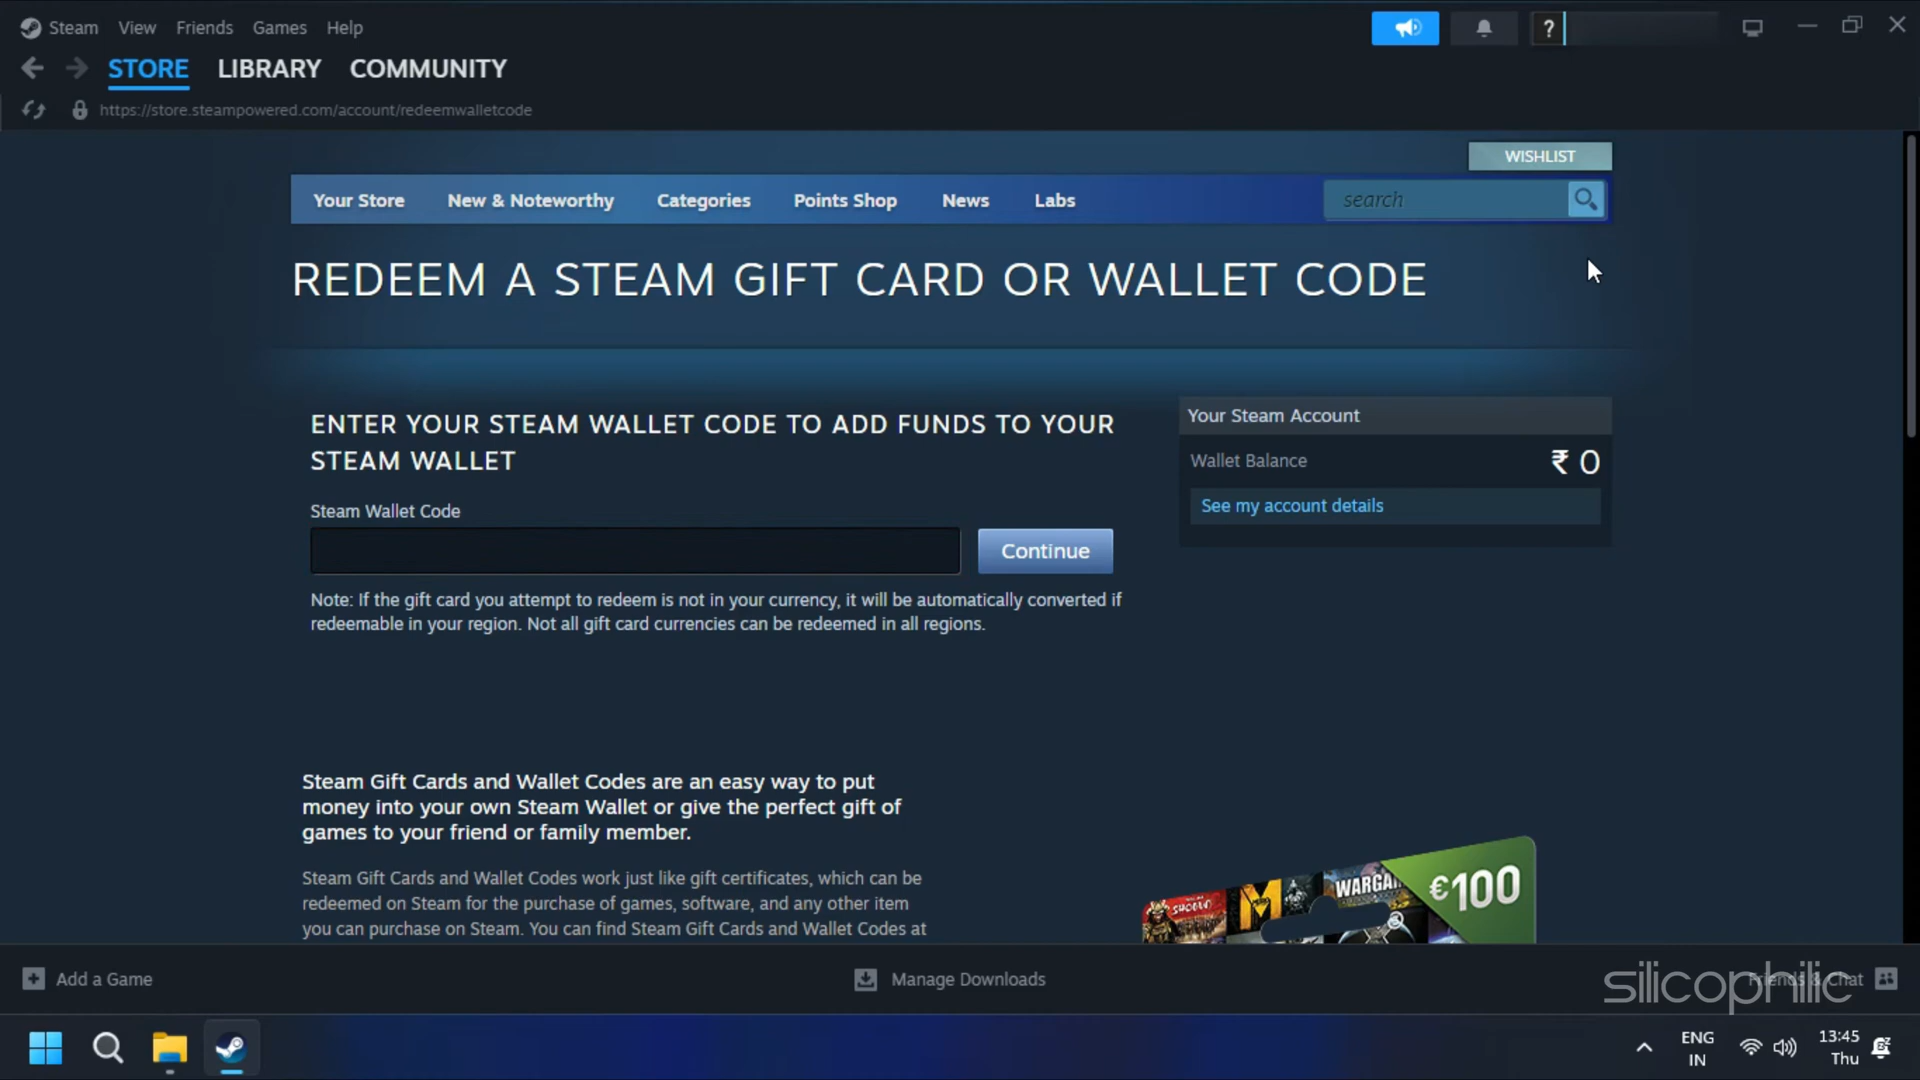 Steam View Friends Games Help
?
STORE LIBRARY COMMUNITY
https://store.steampowered.com/account/redeemwalletcode
WISHLIST
Your Store New & Noteworthy Categories Points Shop News Labs
search
REDEEM A STEAM GIFT CARD OR WALLET CODE
ENTER YOUR STEAM WALLET CODE TO ADD FUNDS TO YOUR
STEAM WALLET
Your Steam Account
Wallet Balance ₹ 0
See my account details
Steam Wallet Code
Continue
Note: If the gift card you attempt to redeem is not in your currency, it will be automatically converted if
redeemable in your region. Not all gift card currencies can be redeemed in all regions.
Steam Gift Cards and Wallet Codes are an easy way to put
money into your own Steam Wallet or give the perfect gift of
games to your friend or family member.
Steam Gift Cards and Wallet Codes work just like gift certificates, which can be
redeemed on Steam for the purchase of games, software, and any other item
you can purchase on Steam. You can find Steam Gift Cards and Wallet Codes at
SHOGUN
WARGAM
€100
Add a Game Manage Downloads Friends & Chat
silicophilic
ENG
IN
13:45
Thu